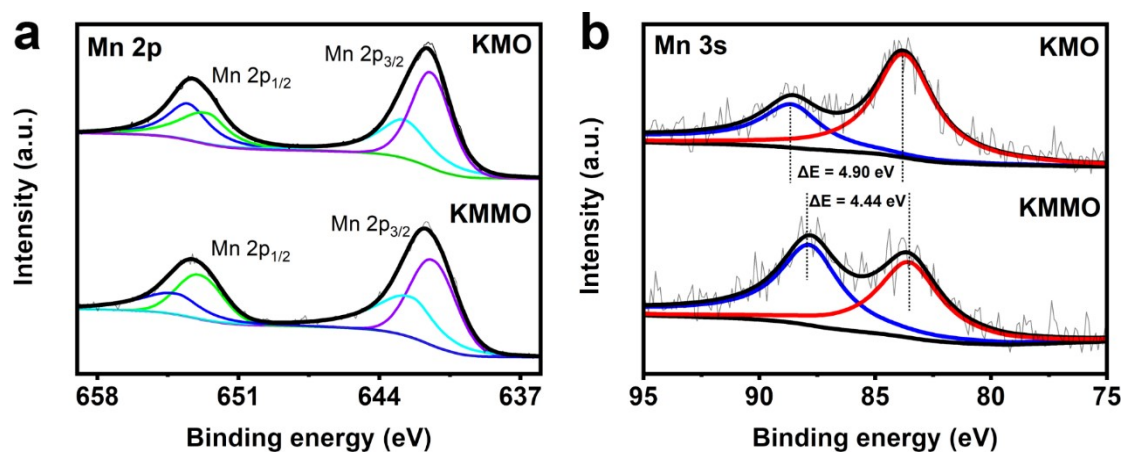 a
Mn 2p
KMO
Mn 2p1/2
Mn 2p3/2
KMMO
Mn 2p1/2
Mn 2p3/2
Intensity (a.u.)
658 651 644 637
Binding energy (eV)
b
Mn 3s
KMO
ΔE = 4.90 eV
ΔE = 4.44 eV
KMMO
Intensity (a.u.)
95 90 85 80 75
Binding energy (eV)